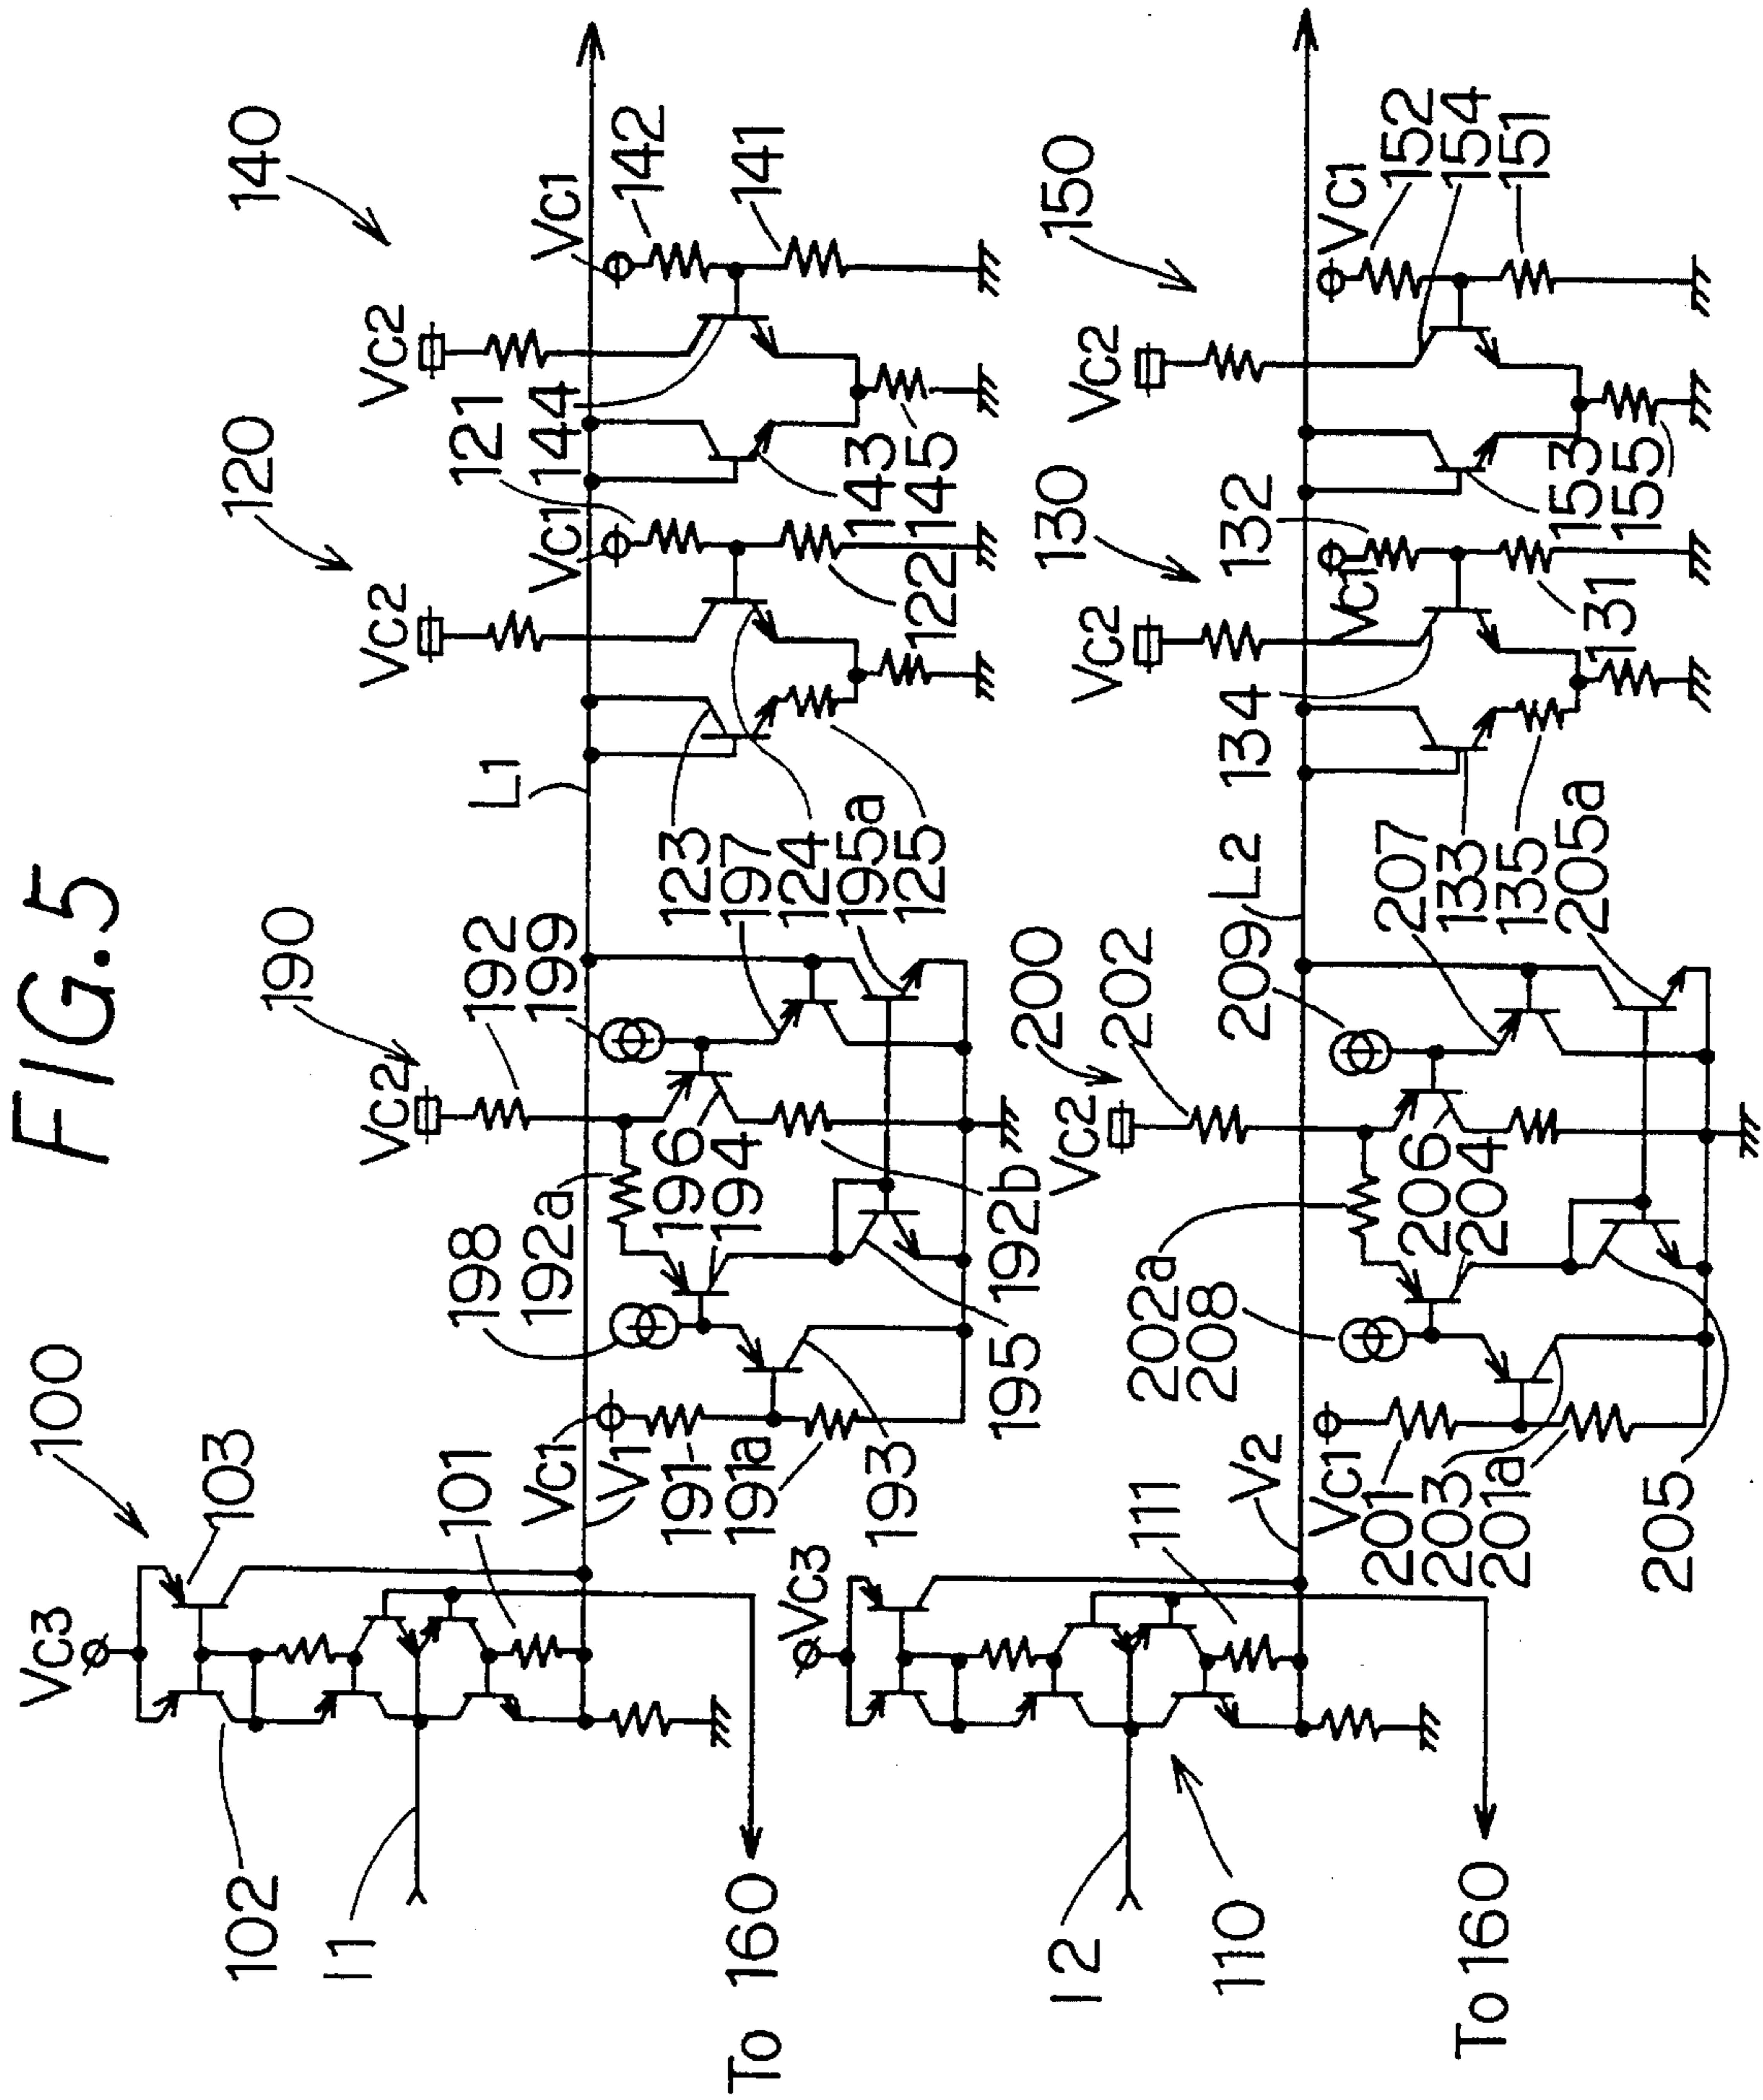 FIG.5
100
VC3
103
102
11
101
To 160
V1
VC1
190
VC2
192
199
198
192a
196
194
191
191a
193
195
192b
197
195a
L1
120
VC2
121
VC1
123
124
125
122
140
VC2
144
VC1
142
141
143
145
VC3
12
110
111
To 160
V2
VC1
200
VC2
202
209
202a
208
206
204
201
203
201a
205
207
205a
L2
130
VC2
132
VC1
134
133
135
131
150
VC2
VC1
152
154
151
153
155